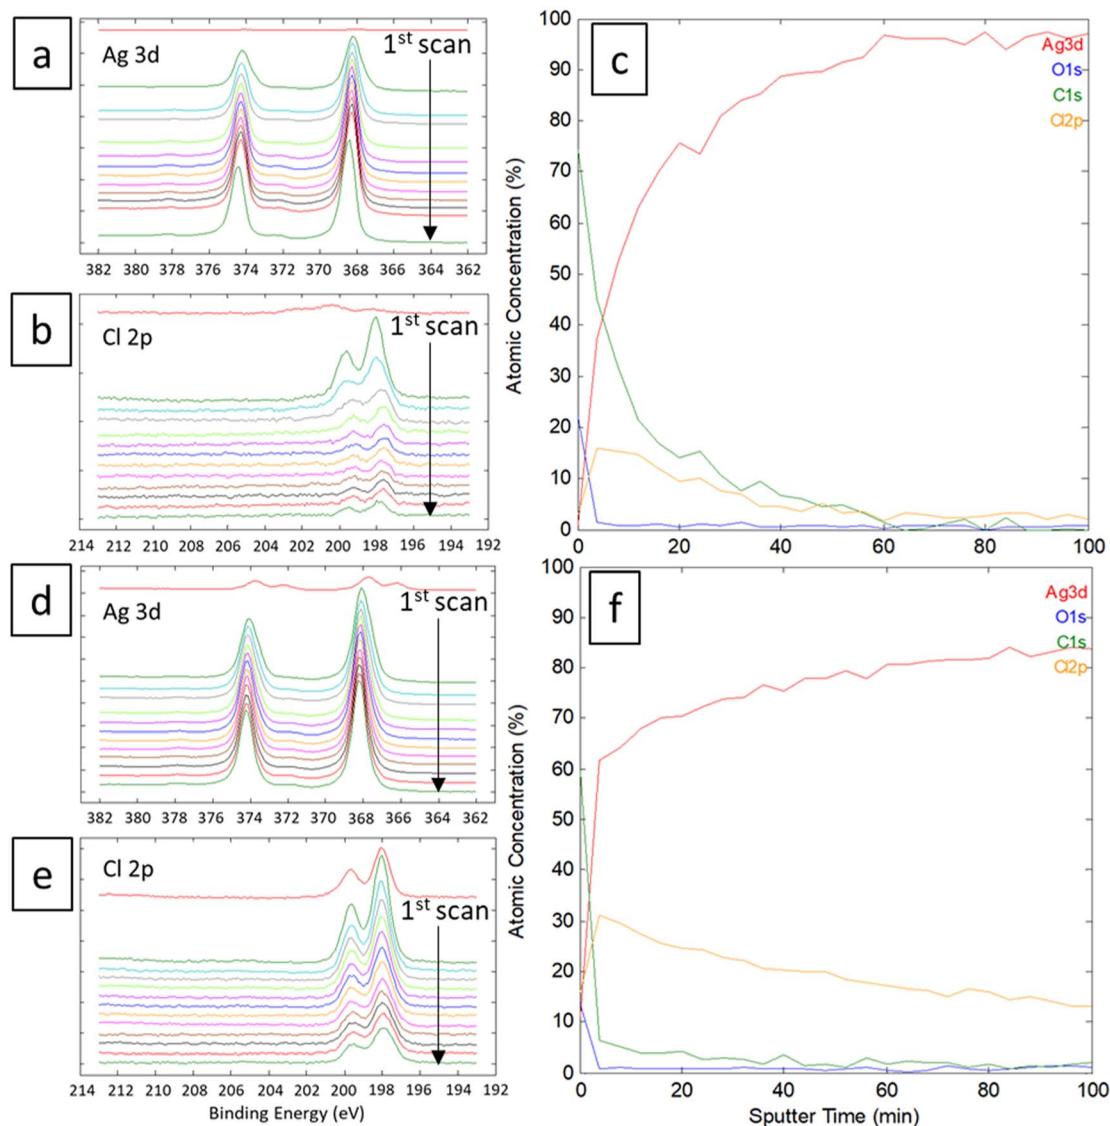 a
Ag 3d
1st scan
382 380 378 376 374 372 370 368 366 364 362
b
Cl 2p
1st scan
214 212 210 208 206 204 202 200 198 196 194 192
c
Ag3d
O1s
C1s
Cl2p
Atomic Concentration (%)
100
90
80
70
60
50
40
30
20
10
0
0 20 40 60 80 100
d
Ag 3d
1st scan
382 380 378 376 374 372 370 368 366 364 362
e
Cl 2p
1st scan
214 212 210 208 206 204 202 200 198 196 194 192
Binding Energy (eV)
f
Ag3d
O1s
C1s
Cl2p
Atomic Concentration (%)
100
90
80
70
60
50
40
30
20
10
0
0 20 40 60 80 100
Sputter Time (min)